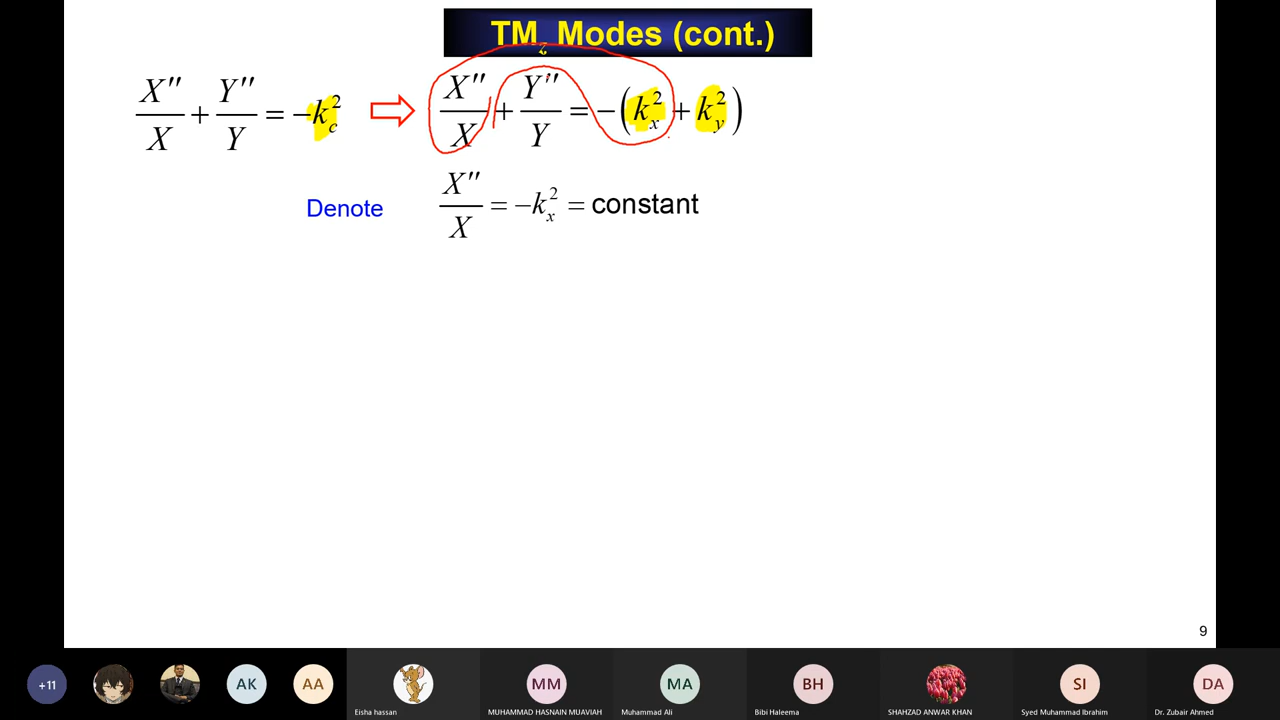 TM_z Modes (cont.)
X″/X + Y″/Y = −k_c^2 ⇨ X″/X + Y″/Y = −(k_x^2 + k_y^2)
Denote X″/X = −k_x^2 = constant
9
+11
AK
AA
Eisha hassan
MM
MUHAMMAD HASNAIN MUAVIAH
MA
Muhammad Ali
BH
Bibi Haleema
SHAHZAD ANWAR KHAN
SI
Syed Muhammad Ibrahim
DA
Dr. Zubair Ahmed